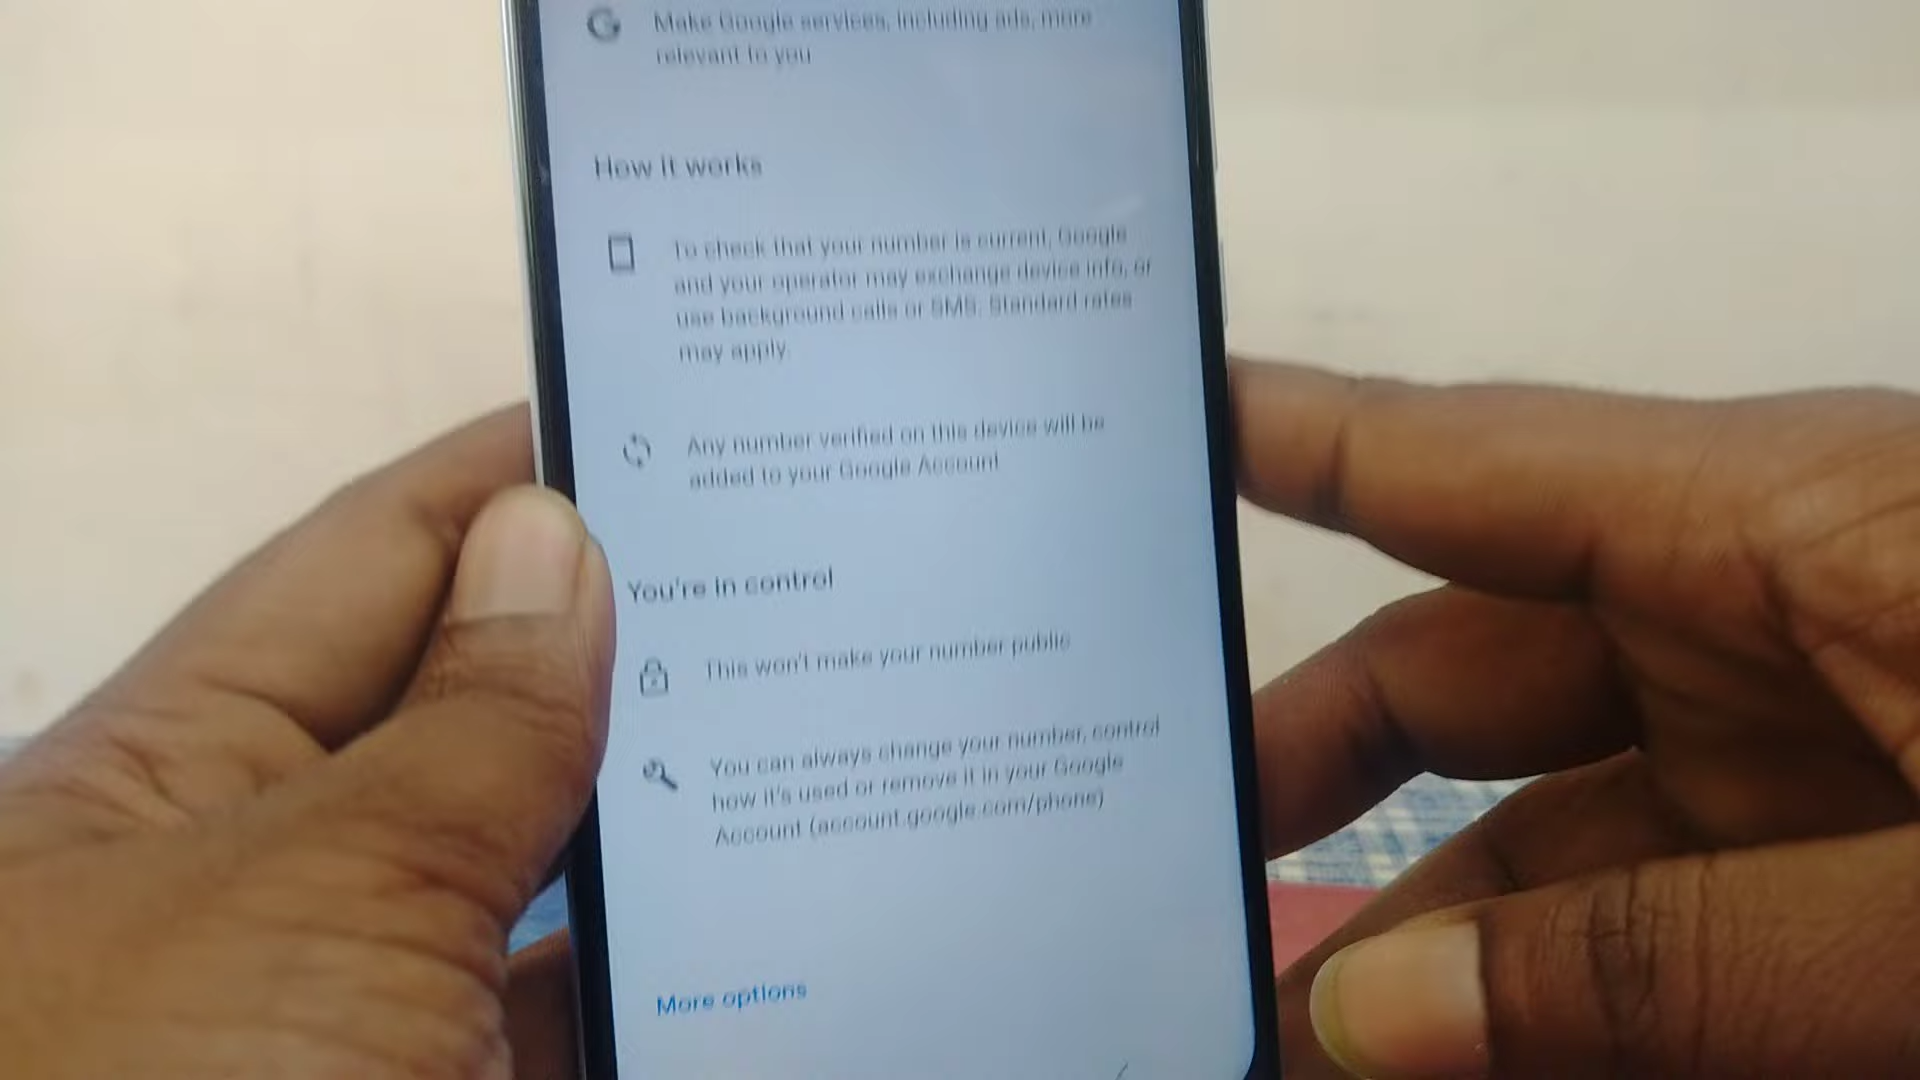 G
Make Google services, including ads, more
relevant to you
How it works
To check that your number is current, Google
and your operator may exchange device info, or
use background calls or SMS. Standard rates
may apply.
Any number verified on this device will be
added to your Google Account
You're in control
This won't make your number public
You can always change your number, control
how it's used or remove it in your Google
Account (account.google.com/phone)
More options